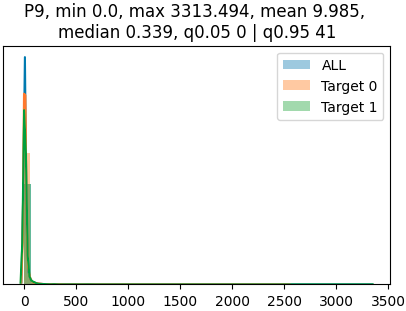 P9, min 0.0, max 3313.494, mean 9.985,
median 0.339, q0.05 0 | q0.95 41
ALL
Target 0
Target 1
0 500 1000 1500 2000 2500 3000 3500